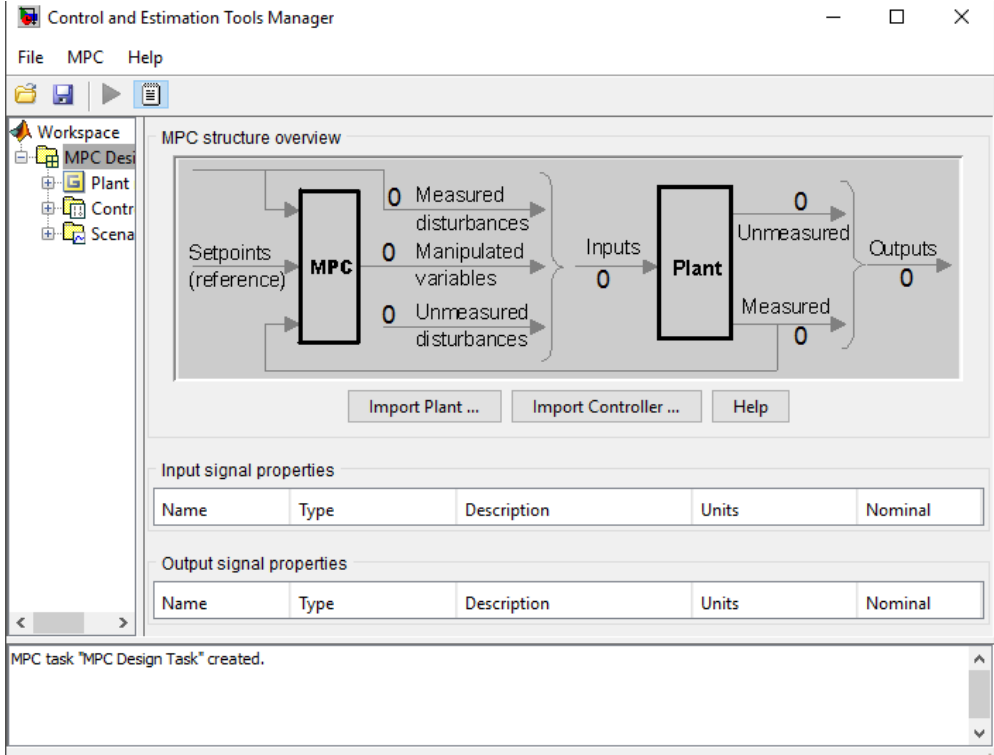 Control and Estimation Tools Manager
File MPC Help
Workspace
MPC Desi
Plant
Contr
Scena
MPC structure overview
Setpoints
(reference)
MPC
0 Measured
disturbances
0 Manipulated
variables
0 Unmeasured
disturbances
Inputs
0
Plant
0
Unmeasured
Measured
0
Outputs
0
Import Plant ... Import Controller ... Help
Input signal properties
Name Type Description Units Nominal
Output signal properties
Name Type Description Units Nominal
MPC task "MPC Design Task" created.